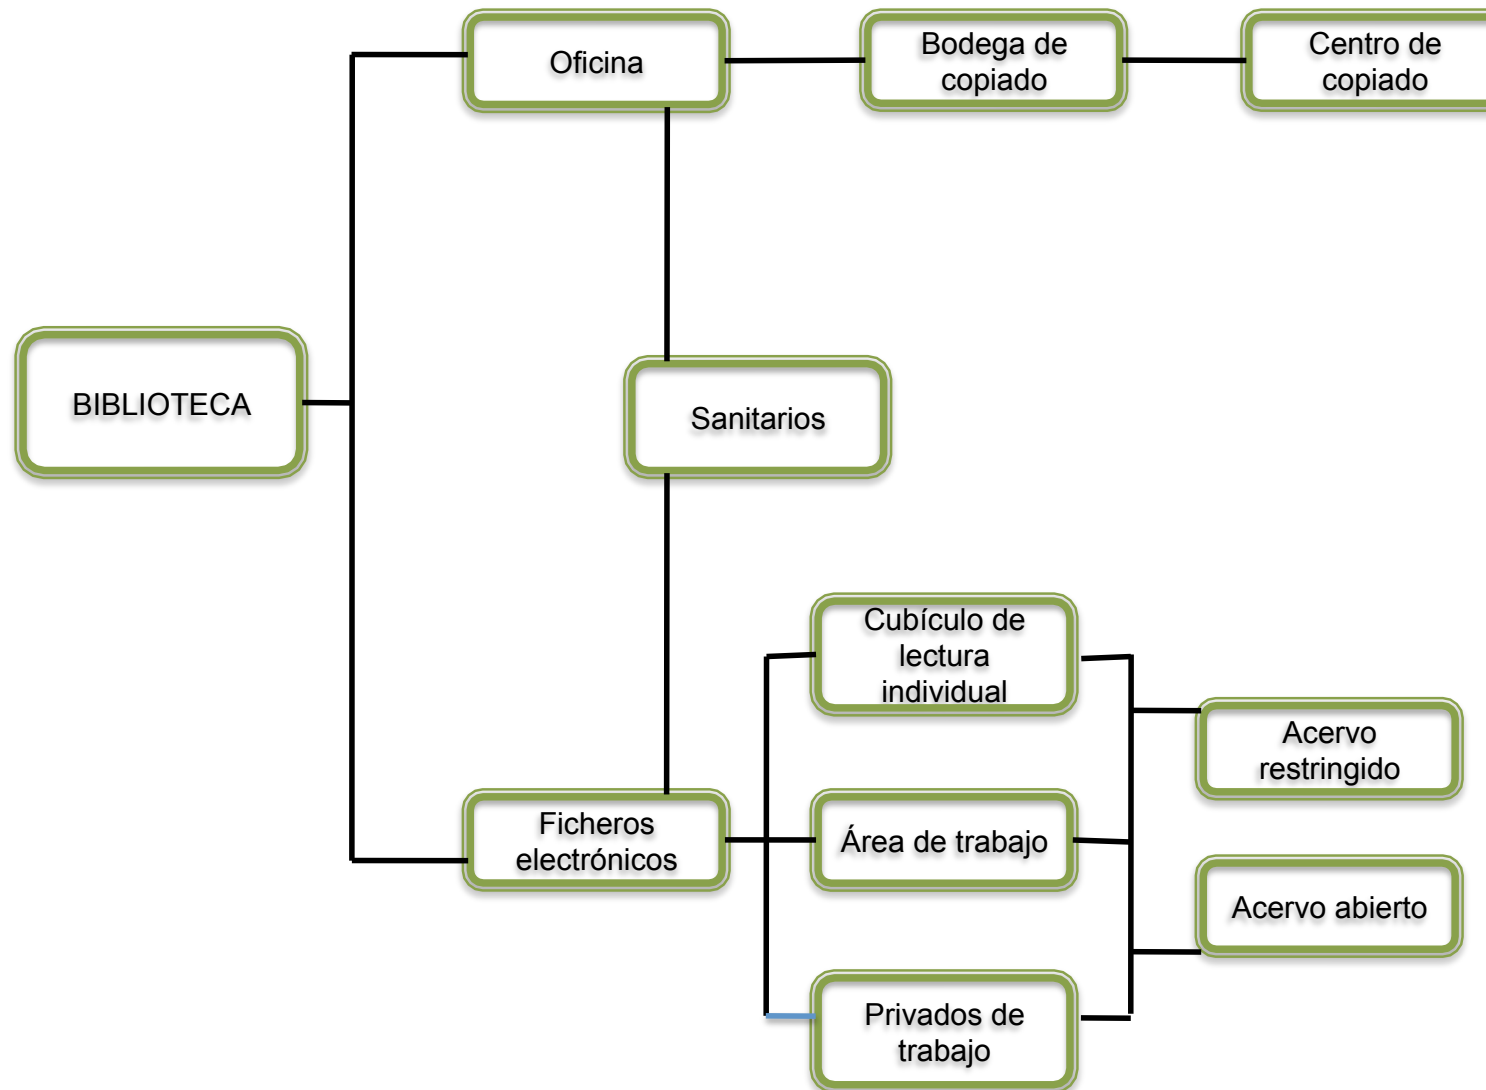 Oficina
Bodega de
copiado
Centro de
copiado
BIBLIOTECA
Sanitarios
Cubículo de
lectura
individual
Acervo
restringido
Ficheros
electrónicos
Área de trabajo
Acervo abierto
Privados de
trabajo